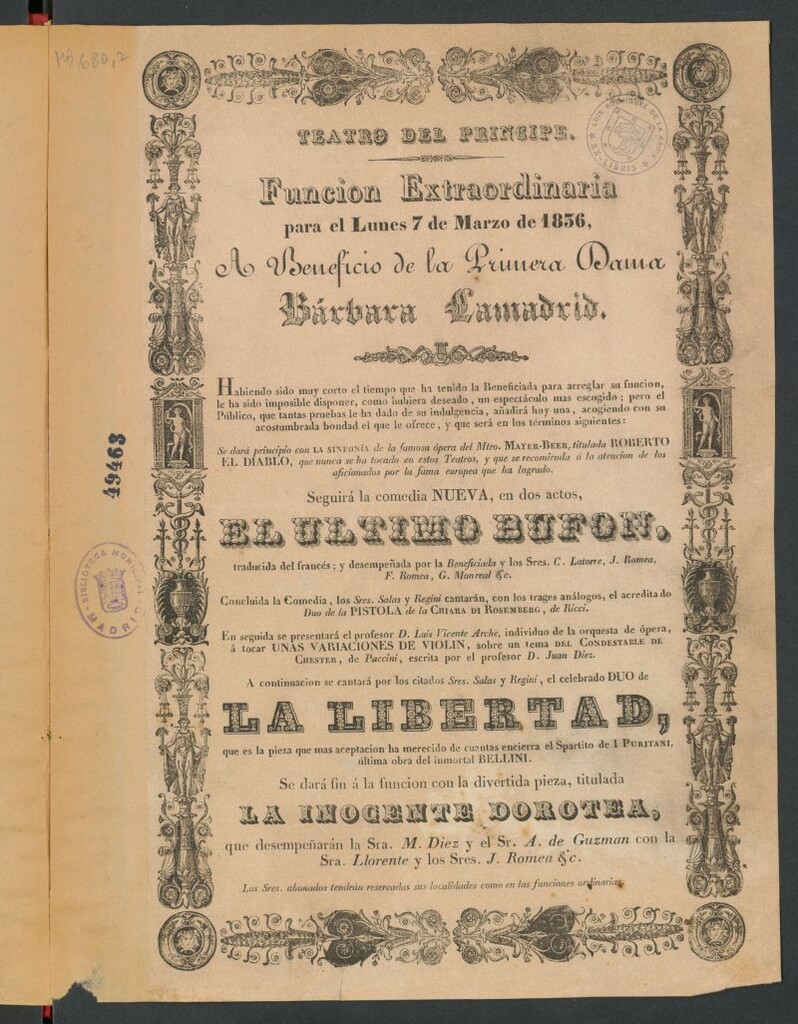 MB 680,2
TEATRO DEL PRINCIPE.
EX-LIBRIS
Funcion Extraordinaria
para el Lunes 7 de Marzo de 1836,
A Beneficio de la Primera Dama
Bárbara Lamadrid.
Habiendo sido muy corto el tiempo que ha tenido la Beneficiada para arreglar su funcion,
le ha sido imposible disponer, como hubiera deseado, un espectáculo mas escogido; pero el
Público, que tantas pruebas le ha dado de su indulgencia, añadirá hoy una, acogiendo con su
acostumbrada bondad el que le ofrece, y que será en los términos siguientes:
Se dará principio con LA SINFONÍA de la famosa ópera del Mtro. MAYER-BEER, titulada ROBERTO
EL DIABLO, que nunca se ha tocado en estos Teatros, y que se recomienda á la atencion de los
aficionados por la fama europea que ha logrado.
Seguirá la comedia NUEVA, en dos actos,
EL ULTIMO BUFON,
traducida del francés; y desempeñada por la Beneficiada y los Sres. C. Latorre, J. Romea,
F. Romea, G. Monreal &c.
Concluida la Comedia, los Sres. Salas y Regini cantarán, con los trages análogos, el acreditado
Duo de la PISTOLA de la CHIARA DI ROSEMBERG, de Ricci.
En seguida se presentará el profesor D. Luis Vicente Arche, individuo de la orquesta de ópera,
á tocar UNAS VARIACIONES DE VIOLIN, sobre un tema DEL CONDESTABLE DE
CHESTER, de Paccini, escrita por el profesor D. Juan Diez.
A continuacion se cantará por los citados Sres. Salas y Regini, el celebrado DUO de
LA LIBERTAD,
que es la pieza que mas aceptacion ha merecido de cuantas encierra el Spartito de I PURITANI,
última obra del inmortal BELLINI.
Se dará fin á la funcion con la divertida pieza, titulada
LA INOCENTE DOROTEA,
que desempeñarán la Sra. M. Diez y el Sr. A. de Guzman con la
Sra. Llorente y los Sres. J. Romea &c.
Los Sres. abonados tendrán reservadas sus localidades como en las funciones ordinarias.
49463
BIBLIOTECA MUNICIPAL
MADRID